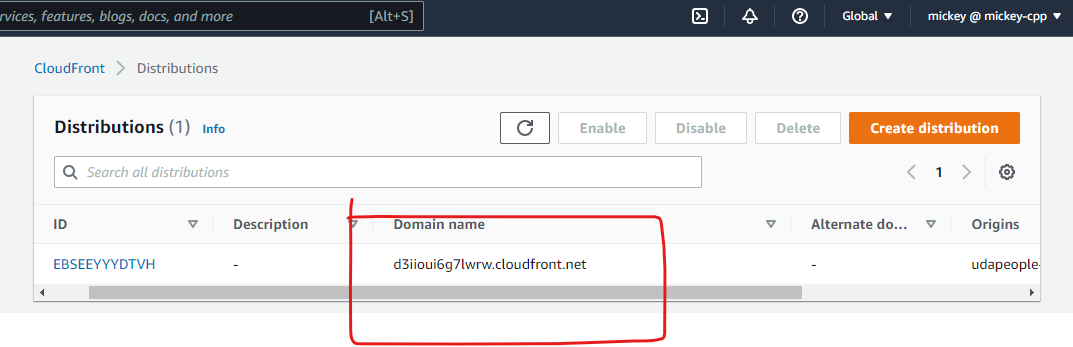 rvices, features, blogs, docs, and more [Alt+S] Global mickey @ mickey-cpp
CloudFront Distributions
Distributions (1) Info Enable Disable Delete Create distribution
Search all distributions 1
ID Description Domain name Alternate do... Origins
EBSEEYYYDTVH - d3iioui6g7lwrw.cloudfront.net - udapeople-